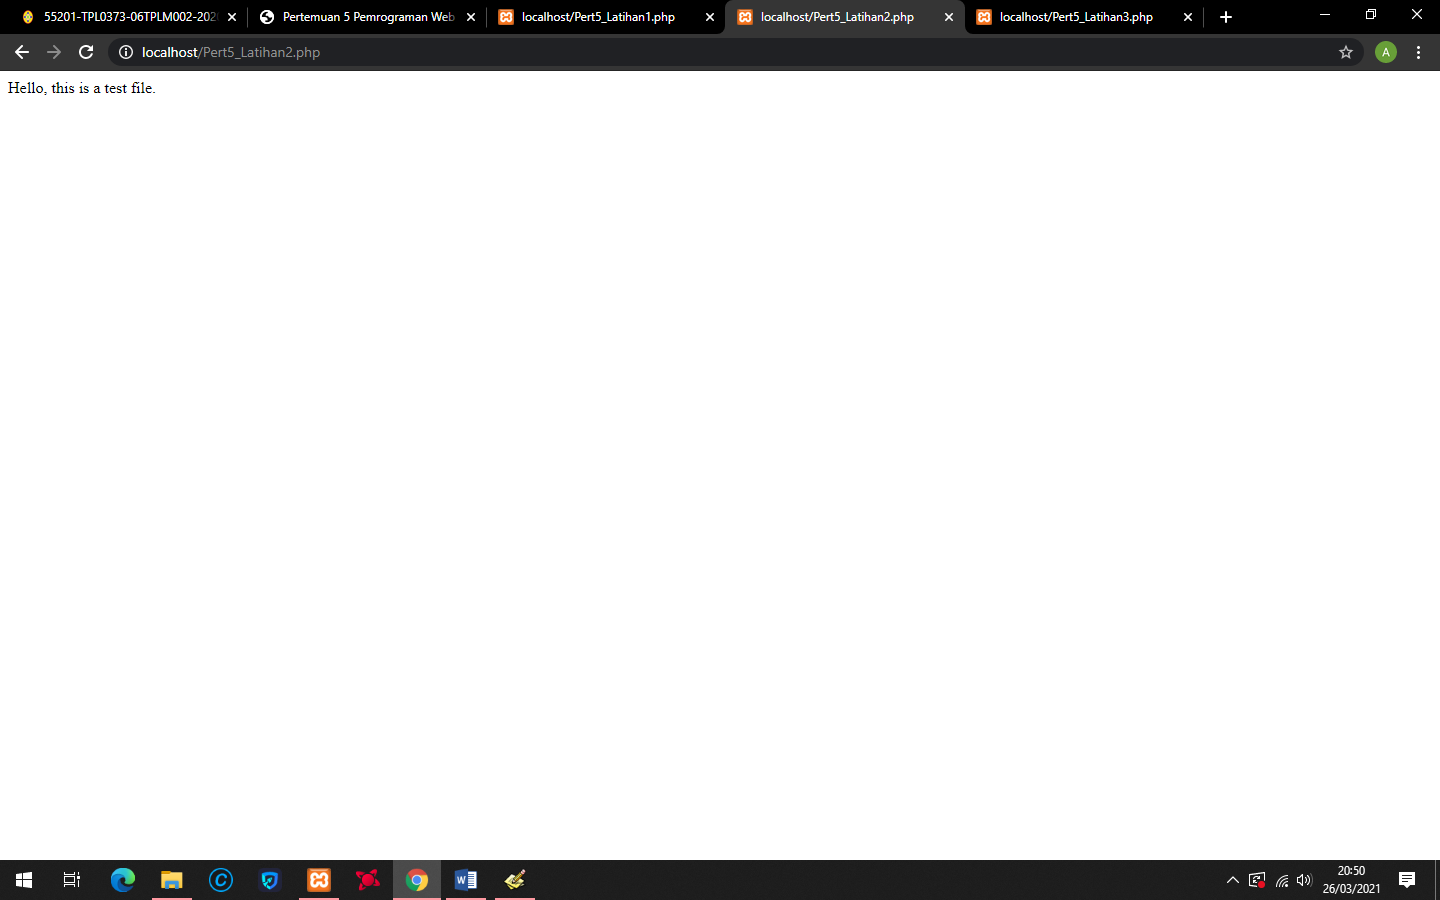 55201-TPL0373-06TPLM002-202
Pertemuan 5 Pemrograman Web
localhost/Pert5_Latihan1.php
localhost/Pert5_Latihan2.php
localhost/Pert5_Latihan3.php
localhost/Pert5_Latihan2.php
A
Hello, this is a test file.
20:50
26/03/2021